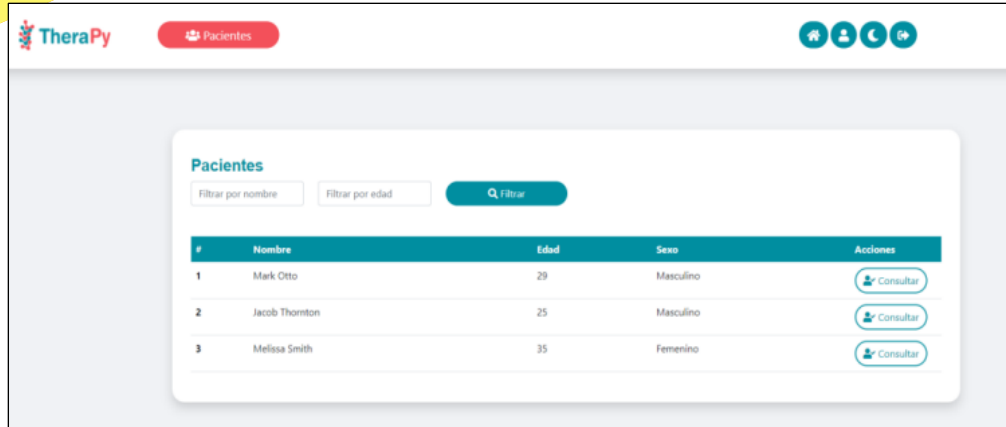 TheraPy Pacientes
Pacientes
Filtrar por nombre Filtrar por edad Filtrar
# Nombre Edad Sexo Acciones
1 Mark Otto 29 Masculino Consultar
2 Jacob Thornton 25 Masculino Consultar
3 Melissa Smith 35 Femenino Consultar